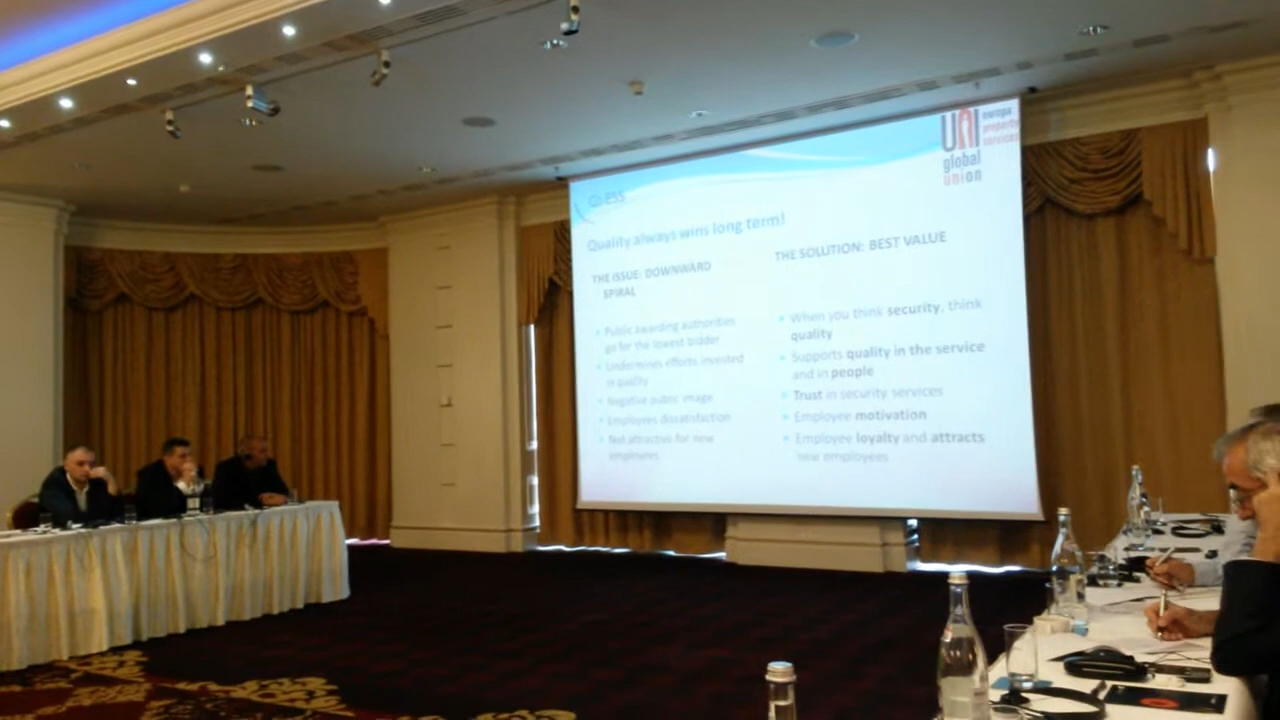 UNI europa
property
services
global
union
CoESS
Quality always wins long term!
THE ISSUE: DOWNWARD
SPIRAL
Public awarding authorities
go for the lowest bidder
Undermines efforts invested
in quality
Negative public image
Employees dissatisfaction
Not attractive for new
employees
THE SOLUTION: BEST VALUE
When you think security, think
quality
Supports quality in the service
and in people
Trust in security services
Employee motivation
Employee loyalty and attracts
new employees